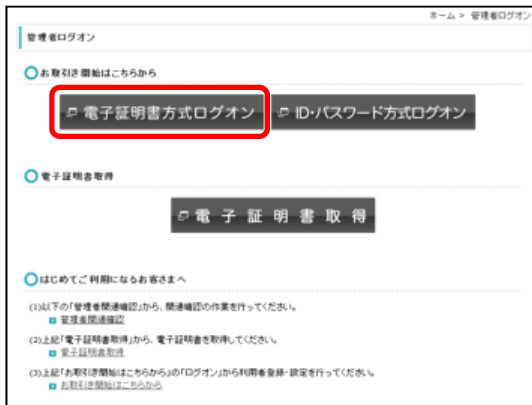 ホーム > 管理者ログオン
管理者ログオン
お取引き開始はこちらから
電子証明書方式ログオン ID・パスワード方式ログオン
電子証明書取得
電子証明書取得
はじめてご利用になるお客さまへ
(1)以下の「管理者関連確認」から、関連確認の作業を行ってください。
管理者関連確認
(2)上記「電子証明書取得」から、電子証明書を取得してください。
電子証明書取得
(3)上記「お取引き開始はこちらから」の「ログオン」から利用者登録・設定を行ってください。
お取引き開始はこちらから